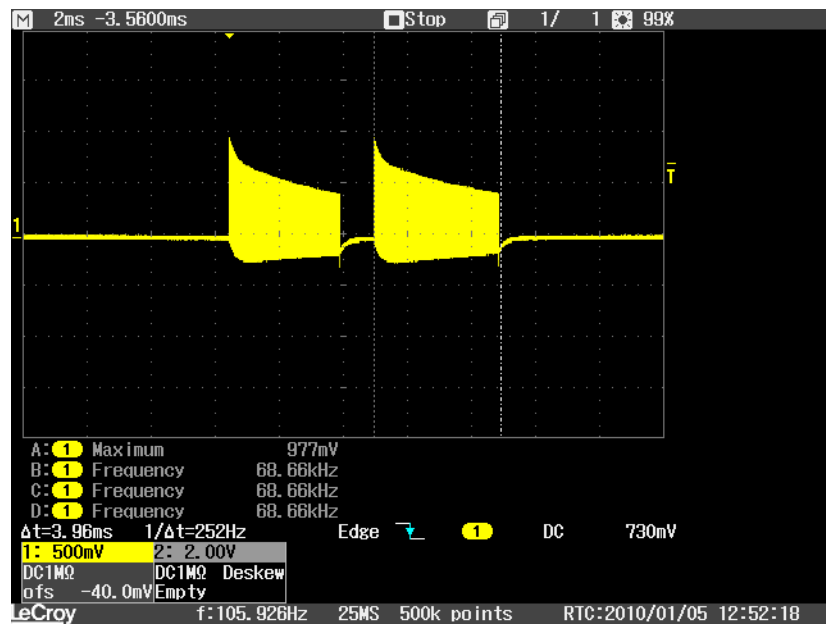 M 2ms -3.5600ms Stop 1/ 1 99%
T
1
A: 1 Maximum 977mV
B: 1 Frequency 68.66kHz
C: 1 Frequency 68.66kHz
D: 1 Frequency 68.66kHz
Δt=3.96ms 1/Δt=252Hz Edge 1 DC 730mV
1: 500mV 2: 2.00V
DC1MΩ DC1MΩ Deskew
ofs -40.0mV Empty
LeCroy f:105.926Hz 25MS 500k points RTC:2010/01/05 12:52:18